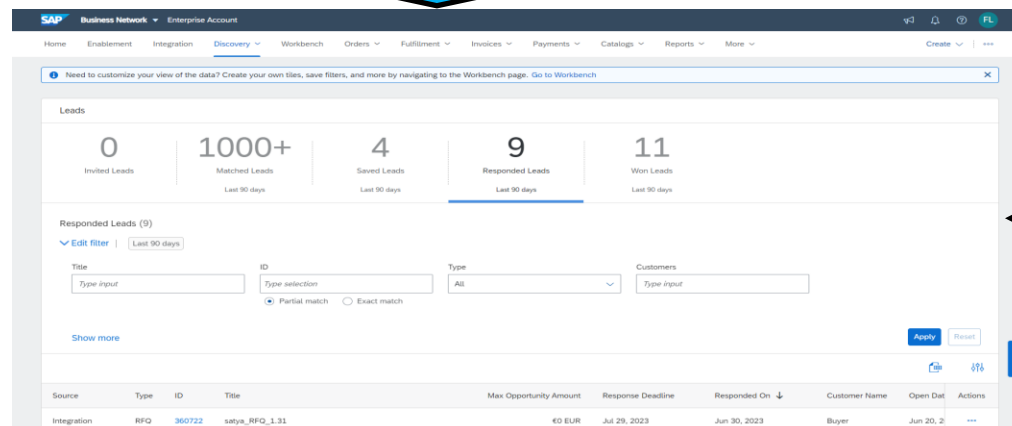 SAP Business Network Enterprise Account FL
Home Enablement Integration Discovery Workbench Orders Fulfillment Invoices Payments Catalogs Reports More Create
Need to customize your view of the data? Create your own tiles, save filters, and more by navigating to the Workbench page. Go to Workbench
Leads
0 1000+ 4 9 11
Invited Leads Matched Leads Saved Leads Responded Leads Won Leads
Last 90 days Last 90 days Last 90 days Last 90 days
Responded Leads (9)
Edit filter | Last 90 days
Title ID Type Customers
Type input Type selection All Type input
Partial match Exact match
Show more Apply Reset
Source Type ID Title Max Opportunity Amount Response Deadline Responded On Customer Name Open Dat Actions
Integration RFQ 360722 satya_RFQ_1.31 €0 EUR Jul 29, 2023 Jun 30, 2023 Buyer Jun 20, 2